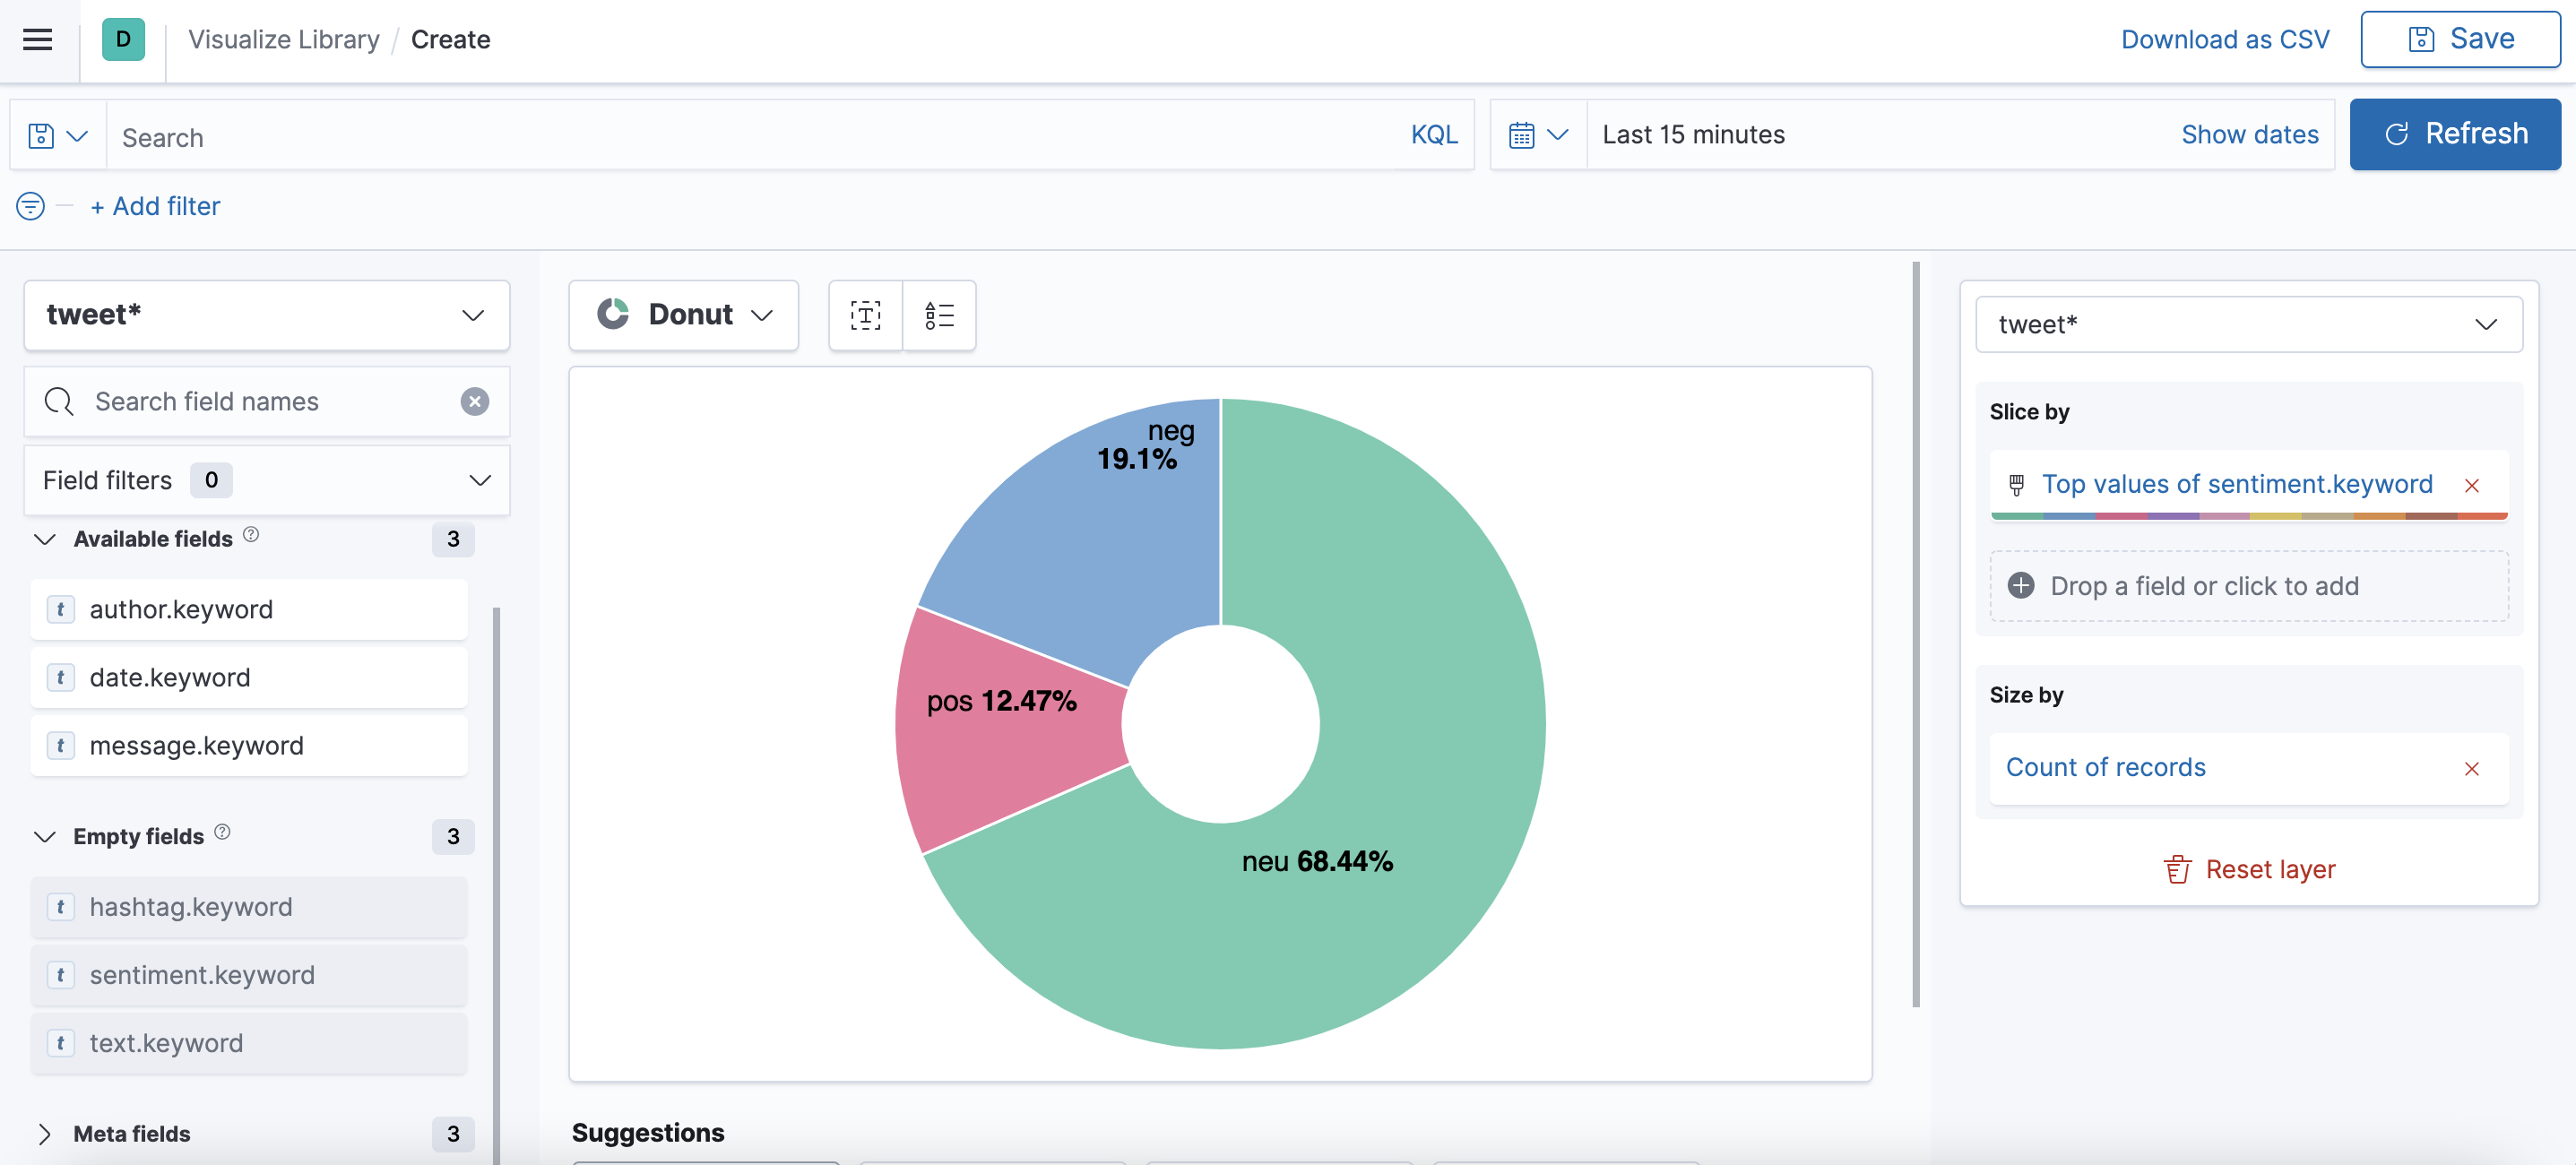 D
Visualize Library / Create
Download as CSV
Save
Search
KQL
Last 15 minutes
Show dates
Refresh
+ Add filter
tweet*
Search field names
Field filters 0
Available fields ? 3
t author.keyword
t date.keyword
t message.keyword
Empty fields ? 3
t hashtag.keyword
t sentiment.keyword
t text.keyword
Meta fields 3
Donut
T
neg
19.1%
pos 12.47%
neu 68.44%
Suggestions
tweet*
Slice by
Top values of sentiment.keyword
Drop a field or click to add
Size by
Count of records
Reset layer